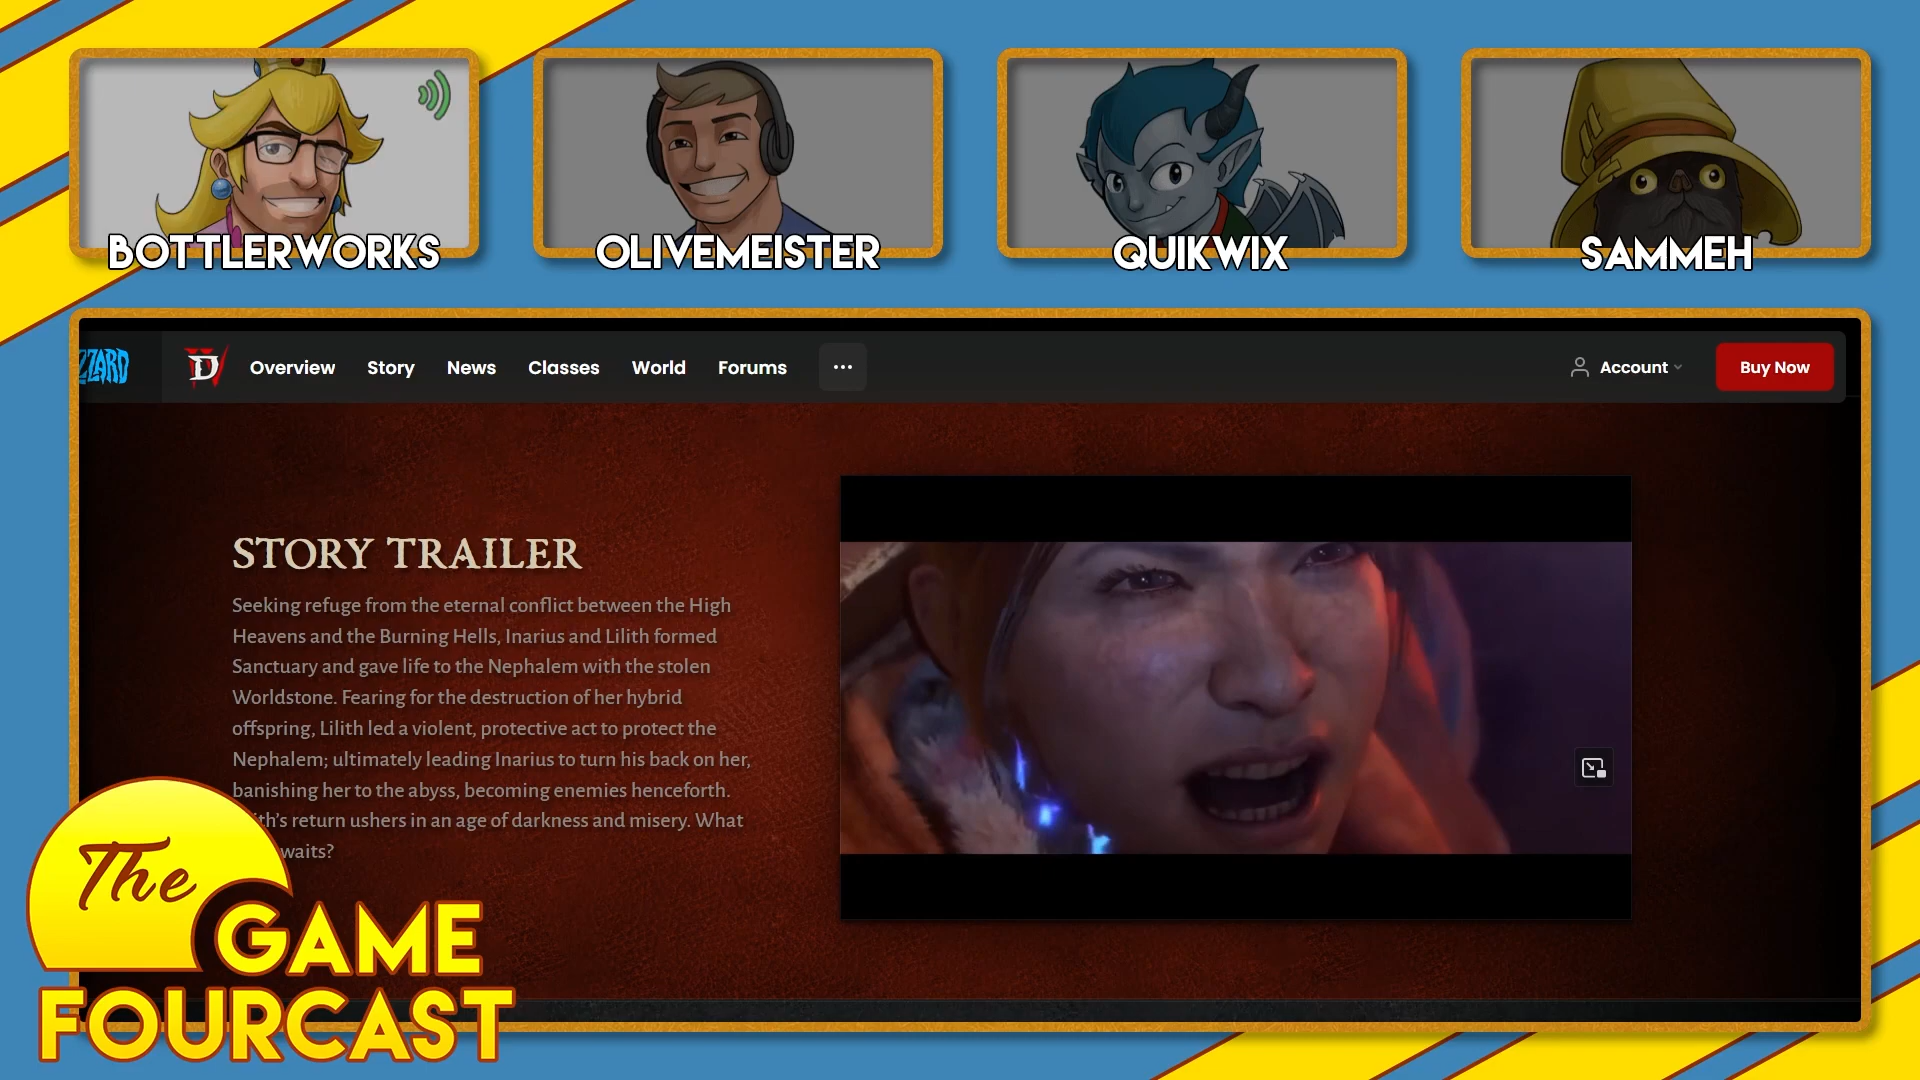 BOTTLERWORKS
OLIVEMEISTER
QUIKWIX
SAMMEH
ZZARD
D
Overview
Story
News
Classes
World
Forums
Account
Buy Now
STORY TRAILER
Seeking refuge from the eternal conflict between the High
Heavens and the Burning Hells, Inarius and Lilith formed
Sanctuary and gave life to the Nephalem with the stolen
Worldstone. Fearing for the destruction of her hybrid
offspring, Lilith led a violent, protective act to protect the
Nephalem; ultimately leading Inarius to turn his back on her,
banishing her to the abyss, becoming enemies henceforth.
ith's return ushers in an age of darkness and misery. What
waits?
The
GAME
FOURCAST